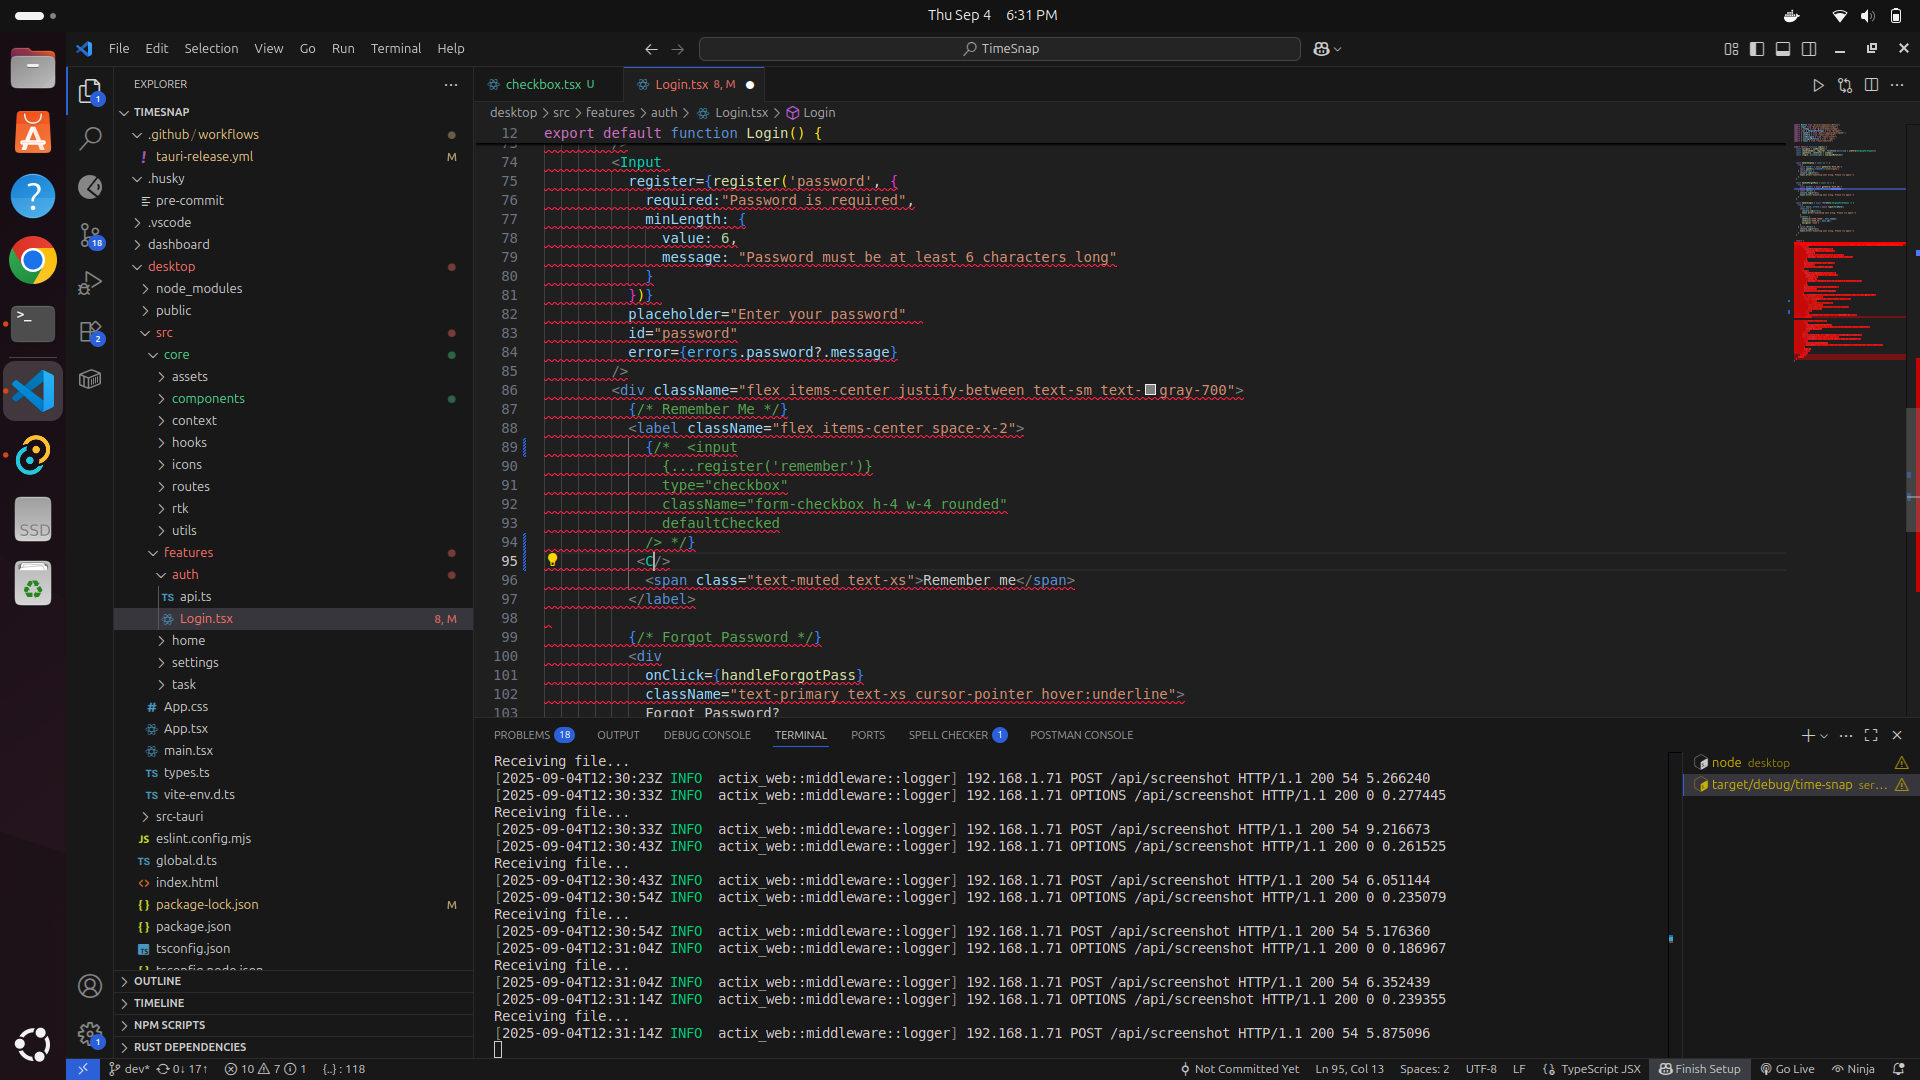 Thu Sep 4 6:31 PM
File Edit Selection View Go Run Terminal Help
TimeSnap
EXPLORER
TIMESNAP
.github/workflows
tauri-release.yml M
.husky
pre-commit
.vscode
dashboard
desktop
node_modules
public
src
core
assets
components
context
hooks
icons
routes
rtk
utils
features
auth
TS api.ts
Login.tsx 8, M
home
settings
task
# App.css
App.tsx
main.tsx
TS types.ts
TS vite-env.d.ts
src-tauri
JS eslint.config.mjs
TS global.d.ts
<> index.html
{} package-lock.json M
{} package.json
tsconfig.json
OUTLINE
TIMELINE
NPM SCRIPTS
RUST DEPENDENCIES
1
18
2
1
SSD
checkbox.tsx U
Login.tsx 8, M
desktop > src > features > auth > Login.tsx > Login
12 export default function Login() {
74 <Input
75 register={register('password', {
76 required:"Password is required",
77 minLength: {
78 value: 6,
79 message: "Password must be at least 6 characters long"
80 }
81 })}
82 placeholder="Enter your password"
83 id="password"
84 error={errors.password?.message}
85 />
86 <div className="flex items-center justify-between text-sm text-gray-700">
87 {/* Remember Me */}
88 <label className="flex items-center space-x-2">
89 {/* <input
90 {...register('remember')}
91 type="checkbox"
92 className="form-checkbox h-4 w-4 rounded"
93 defaultChecked
94 /> */}
95 <C/>
96 <span class="text-muted text-xs">Remember me</span>
97 </label>
98
99 {/* Forgot Password */}
100 <div
101 onClick={handleForgotPass}
102 className="text-primary text-xs cursor-pointer hover:underline">
103 Forgot Password?
PROBLEMS 18 OUTPUT DEBUG CONSOLE TERMINAL PORTS SPELL CHECKER 1 POSTMAN CONSOLE
Receiving file...
[2025-09-04T12:30:23Z INFO actix_web::middleware::logger] 192.168.1.71 POST /api/screenshot HTTP/1.1 200 54 5.266240
[2025-09-04T12:30:33Z INFO actix_web::middleware::logger] 192.168.1.71 OPTIONS /api/screenshot HTTP/1.1 200 0 0.277445
Receiving file...
[2025-09-04T12:30:33Z INFO actix_web::middleware::logger] 192.168.1.71 POST /api/screenshot HTTP/1.1 200 54 9.216673
[2025-09-04T12:30:43Z INFO actix_web::middleware::logger] 192.168.1.71 OPTIONS /api/screenshot HTTP/1.1 200 0 0.261525
Receiving file...
[2025-09-04T12:30:43Z INFO actix_web::middleware::logger] 192.168.1.71 POST /api/screenshot HTTP/1.1 200 54 6.051144
[2025-09-04T12:30:54Z INFO actix_web::middleware::logger] 192.168.1.71 OPTIONS /api/screenshot HTTP/1.1 200 0 0.235079
Receiving file...
[2025-09-04T12:30:54Z INFO actix_web::middleware::logger] 192.168.1.71 POST /api/screenshot HTTP/1.1 200 54 5.176360
[2025-09-04T12:31:04Z INFO actix_web::middleware::logger] 192.168.1.71 OPTIONS /api/screenshot HTTP/1.1 200 0 0.186967
Receiving file...
[2025-09-04T12:31:04Z INFO actix_web::middleware::logger] 192.168.1.71 POST /api/screenshot HTTP/1.1 200 54 6.352439
[2025-09-04T12:31:14Z INFO actix_web::middleware::logger] 192.168.1.71 OPTIONS /api/screenshot HTTP/1.1 200 0 0.239355
Receiving file...
[2025-09-04T12:31:14Z INFO actix_web::middleware::logger] 192.168.1.71 POST /api/screenshot HTTP/1.1 200 54 5.875096
node desktop
target/debug/time-snap ser...
dev* 0↓ 17↑ 10 7 1 {..} : 118
Not Committed Yet Ln 95, Col 13 Spaces: 2 UTF-8 LF {} TypeScript JSX Finish Setup Go Live Ninja